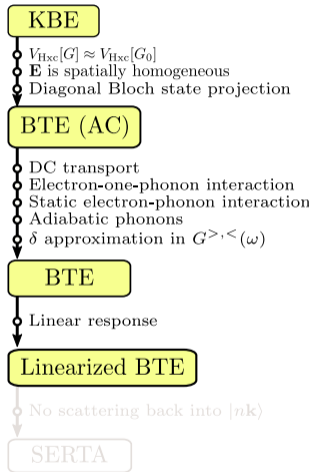 KBE
V_Hxc[G] ≈ V_Hxc[G_0]
E is spatially homogeneous
Diagonal Bloch state projection
BTE (AC)
DC transport
Electron-one-phonon interaction
Static electron-phonon interaction
Adiabatic phonons
δ approximation in G^{>,<}(ω)
BTE
Linear response
Linearized BTE
No scattering back into |nk⟩
SERTA